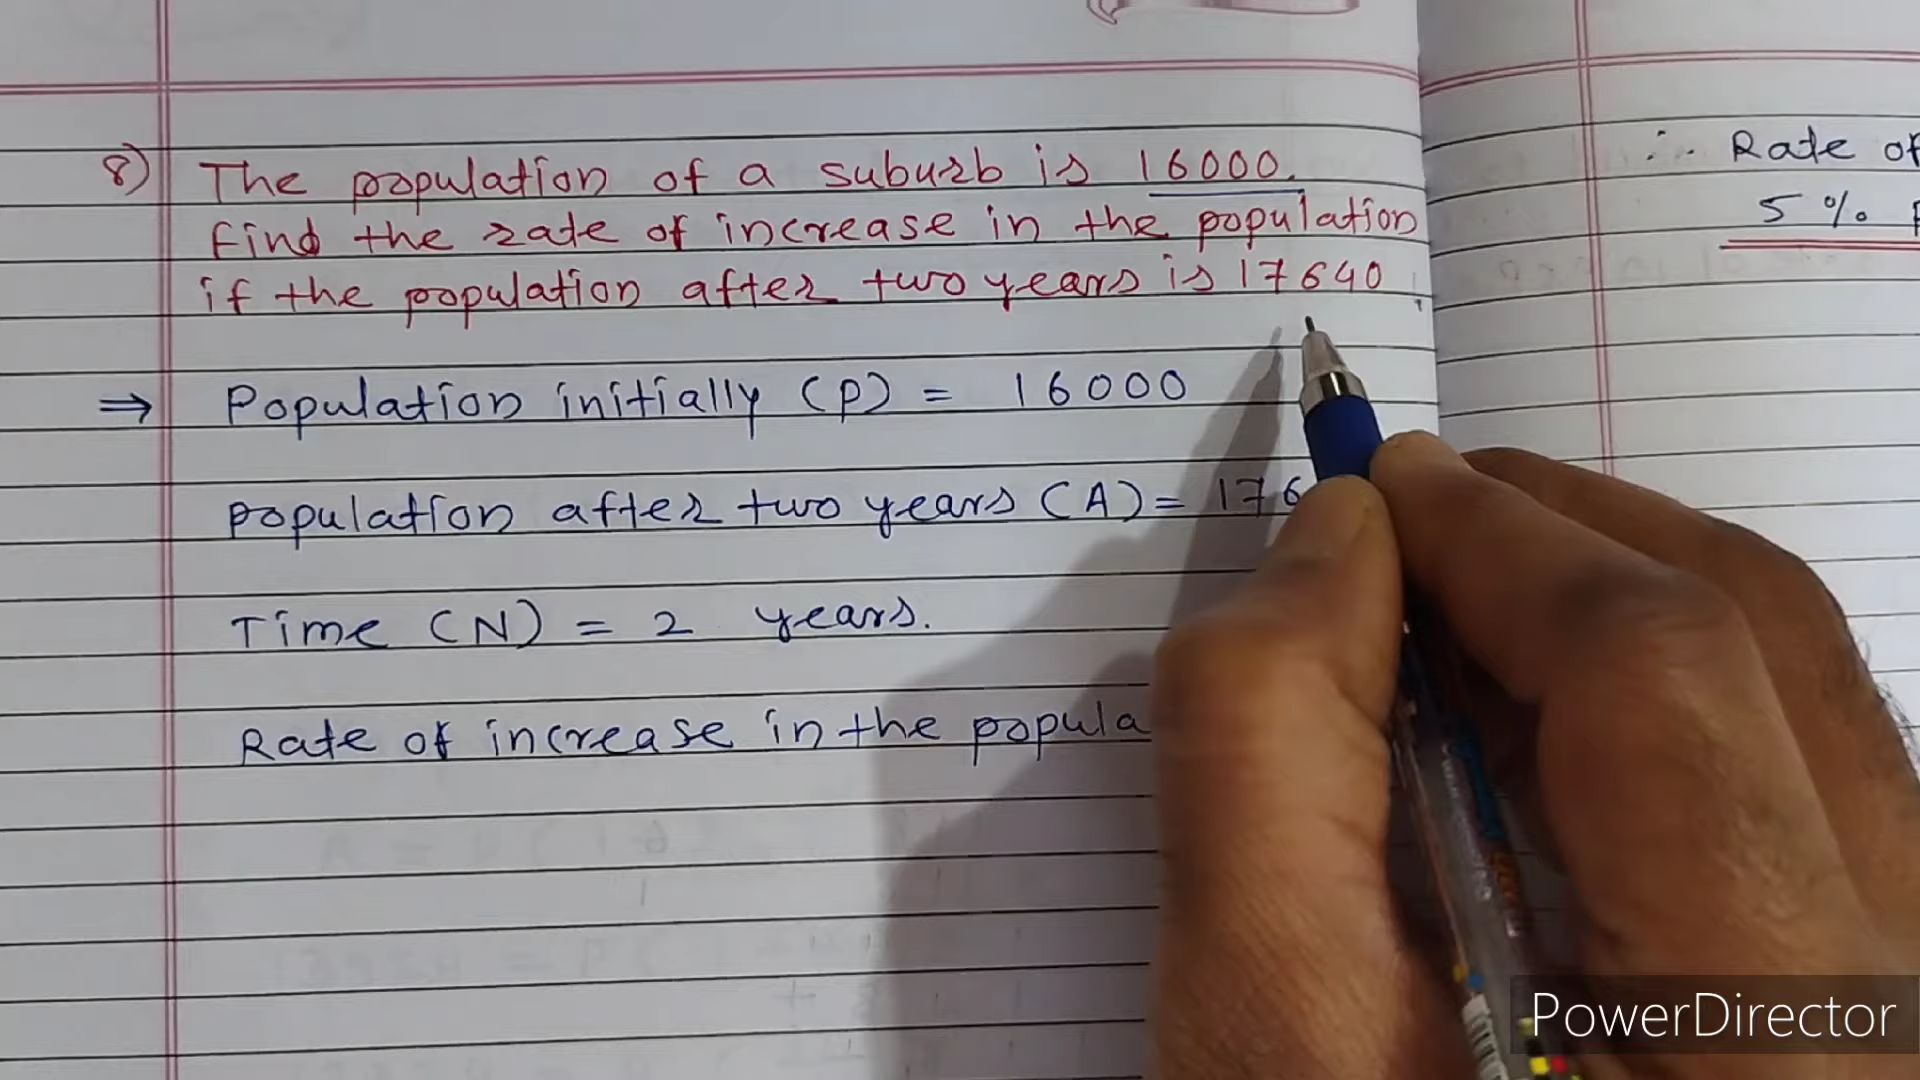 8) The population of a suburb is 16000.
Find the rate of increase in the population
if the population after two years is 17640
⇒ Population initially (P) = 16000
population after two years (A) = 176
Time (N) = 2 years.
Rate of increase in the popula
∴ Rate of
5 % p
PowerDirector